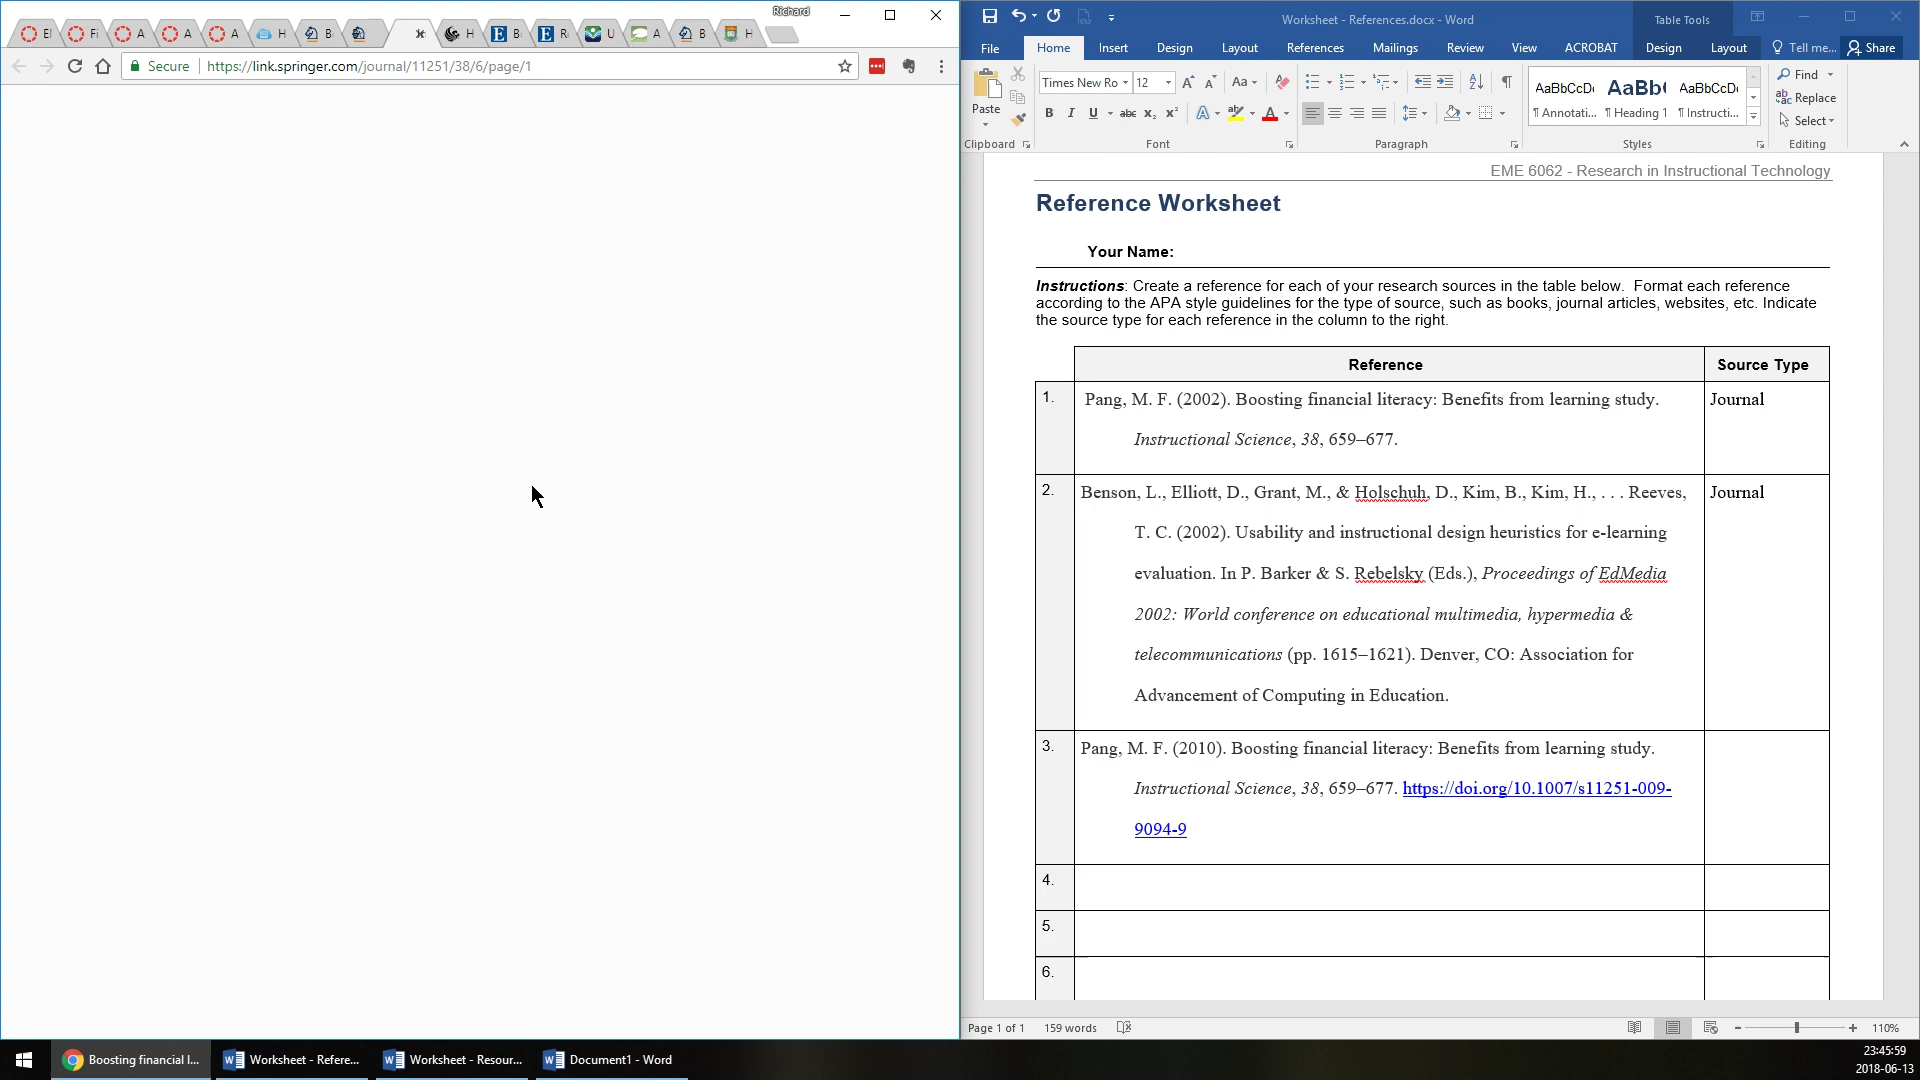 Richard
El
Fi
A
A
A
H
B
H
B
R
U
A
B
H
Secure
https://link.springer.com/journal/11251/38/6/page/1
Worksheet - References.docx - Word
Table Tools
File
Home
Insert
Design
Layout
References
Mailings
Review
View
ACROBAT
Design
Layout
Tell me...
Share
Paste
Times New Ro
12
Aa
B I U abc x₂ x²
AaBbCcDc
AaBb(
AaBbCcDc
¶ Annotati...
¶ Heading 1
¶ Instructi...
Find
Replace
Select
Clipboard
Font
Paragraph
Styles
Editing
EME 6062 - Research in Instructional Technology
Reference Worksheet
Your Name:
Instructions: Create a reference for each of your research sources in the table below. Format each reference
according to the APA style guidelines for the type of source, such as books, journal articles, websites, etc. Indicate
the source type for each reference in the column to the right.
Reference
Source Type
1.
Pang, M. F. (2002). Boosting financial literacy: Benefits from learning study.
Instructional Science, 38, 659–677.
Journal
2.
Benson, L., Elliott, D., Grant, M., & Holschuh, D., Kim, B., Kim, H., . . . Reeves,
T. C. (2002). Usability and instructional design heuristics for e-learning
evaluation. In P. Barker & S. Rebelsky (Eds.), Proceedings of EdMedia
2002: World conference on educational multimedia, hypermedia &
telecommunications (pp. 1615–1621). Denver, CO: Association for
Advancement of Computing in Education.
Journal
3.
Pang, M. F. (2010). Boosting financial literacy: Benefits from learning study.
Instructional Science, 38, 659–677. https://doi.org/10.1007/s11251-009-
9094-9
4.
5.
6.
Page 1 of 1
159 words
110%
Boosting financial l...
Worksheet - Refere...
Worksheet - Resour...
Document1 - Word
23:45:59
2018-06-13